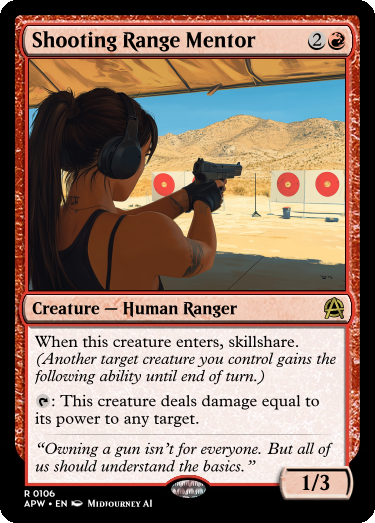 Shooting Range Mentor 2
Creature — Human Ranger
When this creature enters, skillshare.
(Another target creature you control gains the
following ability until end of turn.)
: This creature deals damage equal to
its power to any target.
“Owning a gun isn’t for everyone. But all of
us should understand the basics.”
1/3
R 0106
APW • EN Midjourney AI